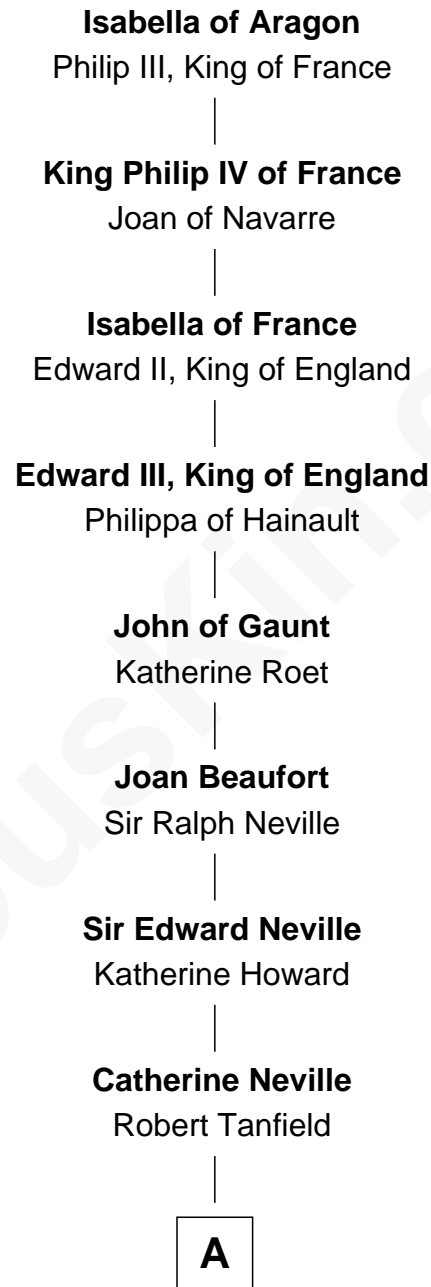 Isabella of Aragon
Philip III, King of France
King Philip IV of France
Joan of Navarre
Isabella of France
Edward II, King of England
Edward III, King of England
Philippa of Hainault
John of Gaunt
Katherine Roet
Joan Beaufort
Sir Ralph Neville
Sir Edward Neville
Katherine Howard
Catherine Neville
Robert Tanfield
A